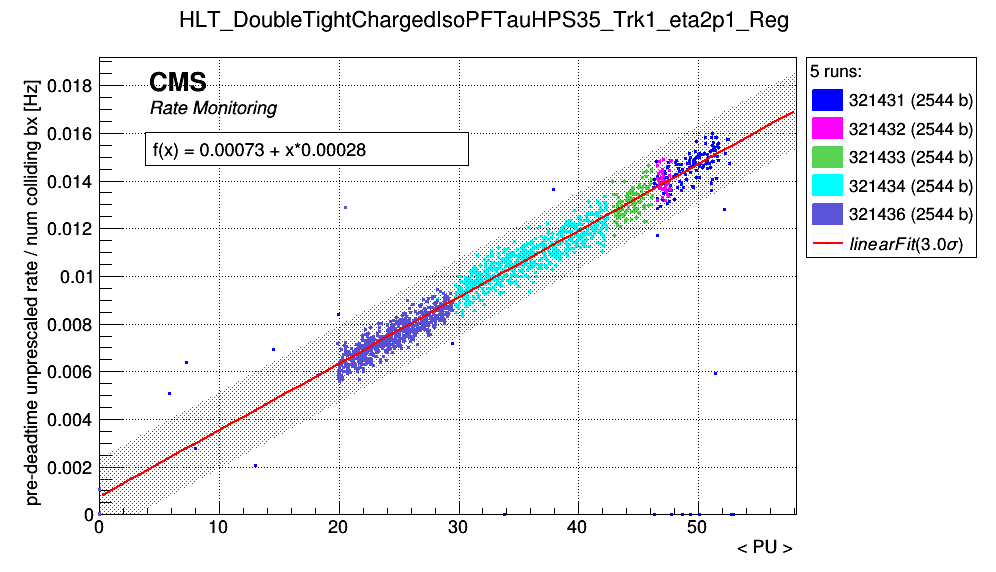 HLT_DoubleTightChargedIsoPFTauHPS35_Trk1_eta2p1_Reg
pre-deadtime unprescaled rate / num colliding bx [Hz]
0.018
0.016
0.014
0.012
0.01
0.008
0.006
0.004
0.002
0
CMS
Rate Monitoring
f(x) = 0.00073 + x*0.00028
0 10 20 30 40 50
< PU >
5 runs:
321431 (2544 b)
321432 (2544 b)
321433 (2544 b)
321434 (2544 b)
321436 (2544 b)
linearFit(3.0σ)